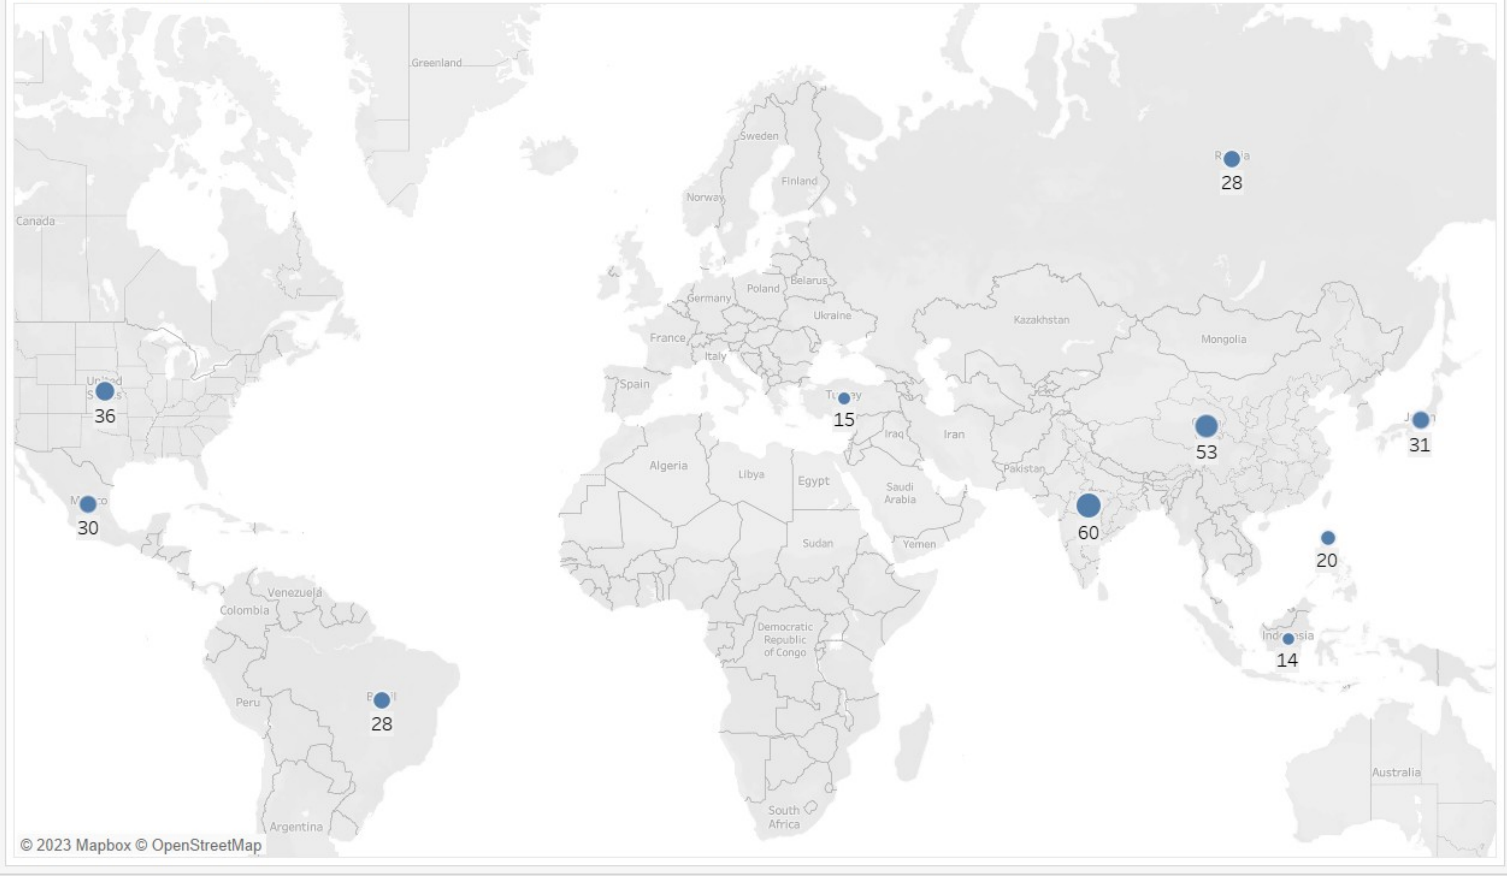 Greenland
Sweden
Finland
Norway
28
Canada
Belarus
Poland
Germany
Ukraine
Kazakhstan
France
Mongolia
Italy
United
Spain
36
15
31
53
Iraq
Iran
Algeria
Libya
Egypt
Pakistan
Saudi
Arabia
30
60
Sudan
Yemen
20
Venezuela
Colombia
Democratic
Republic
of Congo
14
Peru
28
Australia
South
Africa
Argentina
© 2023 Mapbox © OpenStreetMap